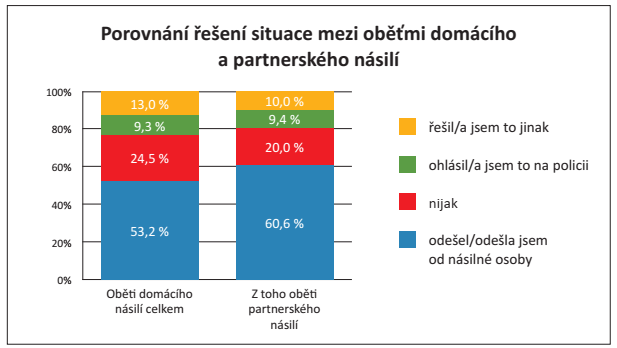 Porovnání řešení situace mezi oběťmi domácího
a partnerského násilí
100%
80%
60%
40%
20%
0%
13,0 %
9,3 %
24,5 %
53,2 %
10,0 %
9,4 %
20,0 %
60,6 %
Oběti domácího
násilí celkem
Z toho oběti
partnerského
násilí
řešil/a jsem to jinak
ohlásil/a jsem to na policii
nijak
odešel/odešla jsem
od násilné osoby